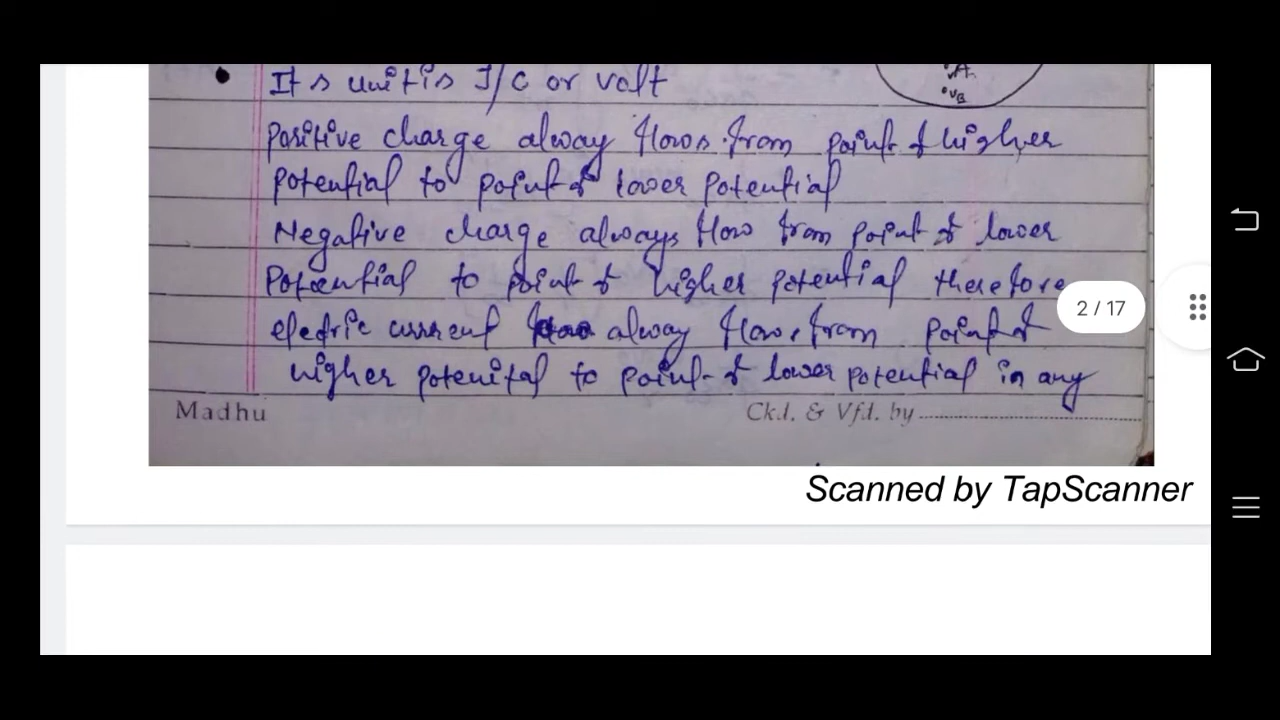 It s unit is J/C or volt
A
VB
positive charge alway flows from point of higher
potential to point of lower potential
Negative charge always flow from point of lower
Potential to point of higher potential therefore
electric current alway flows from point of
higher potenital to point of lower potential in any
Madhu Ckd. & Vfd. by
Scanned by TapScanner
2 / 17